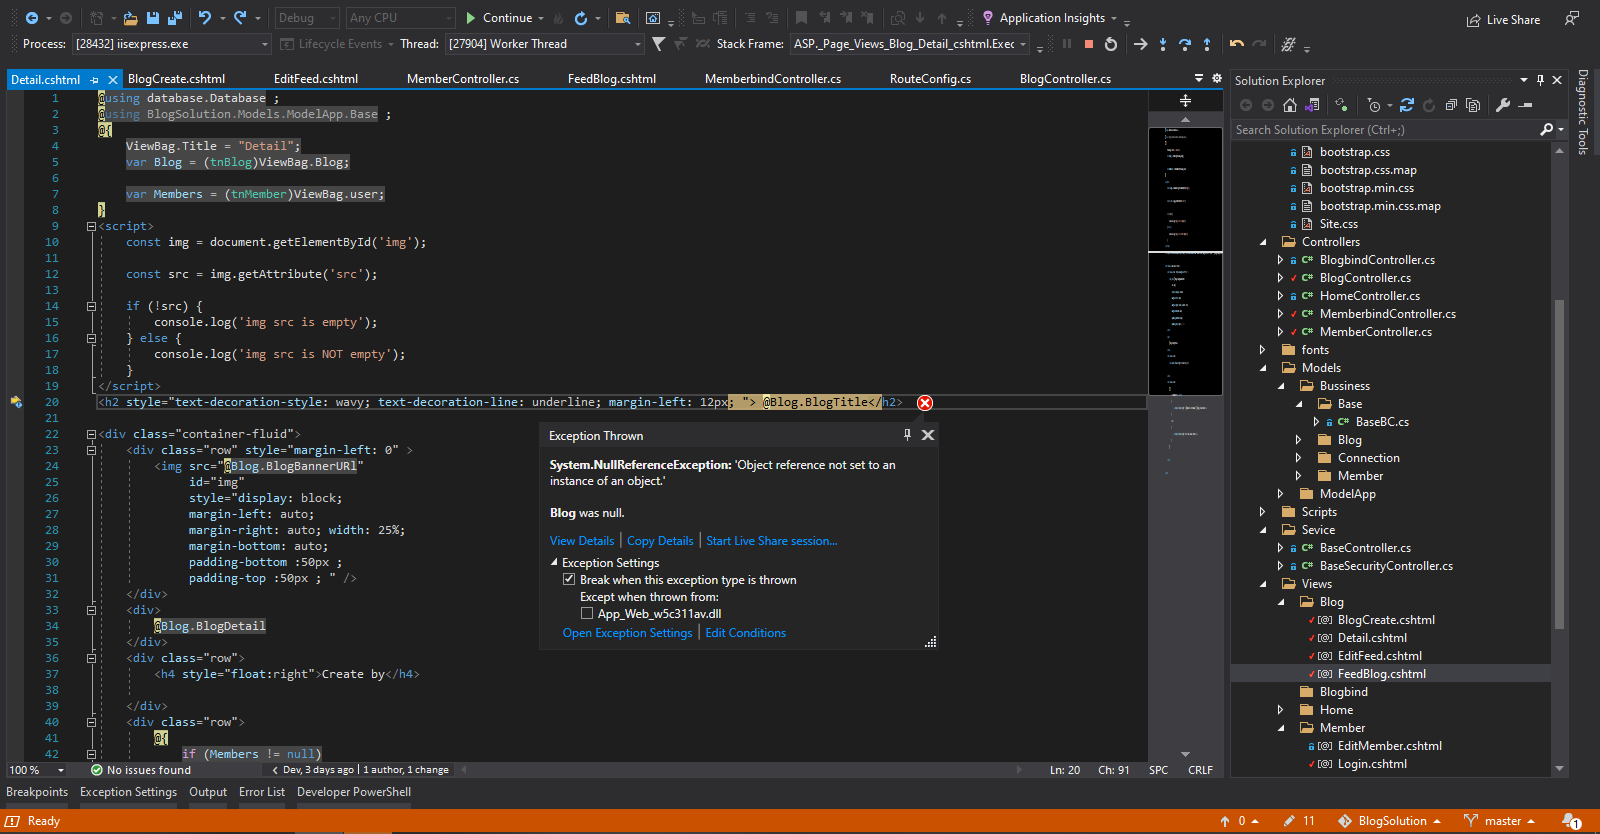 Debug
Any CPU
Continue
Application Insights
Live Share
Process: [28432] iisexpress.exe
Lifecycle Events
Thread: [27904] Worker Thread
Stack Frame: ASP._Page_Views_Blog_Detail_cshtml.Exec
Detail.cshtml
BlogCreate.cshtml
EditFeed.cshtml
MemberController.cs
FeedBlog.cshtml
MemberbindController.cs
RouteConfig.cs
BlogController.cs
1 @using database.Database ;
2 @using BlogSolution.Models.ModelApp.Base ;
3 @{
4 ViewBag.Title = "Detail";
5 var Blog = (tnBlog)ViewBag.Blog;
6
7 var Members = (tnMember)ViewBag.user;
8 }
9 <script>
10 const img = document.getElementById('img');
11
12 const src = img.getAttribute('src');
13
14 if (!src) {
15 console.log('img src is empty');
16 } else {
17 console.log('img src is NOT empty');
18 }
19 </script>
20 <h2 style="text-decoration-style: wavy; text-decoration-line: underline; margin-left: 12px; "> @Blog.BlogTitle</h2>
21
22 <div class="container-fluid">
23 <div class="row" style="margin-left: 0" >
24 <img src="@Blog.BlogBannerURl"
25 id="img"
26 style="display: block;
27 margin-left: auto;
28 margin-right: auto; width: 25%;
29 margin-bottom: auto;
30 padding-bottom :50px ;
31 padding-top :50px ; " />
32 </div>
33 <div>
34 @Blog.BlogDetail
35 </div>
36 <div class="row">
37 <h4 style="float:right">Create by</h4>
38
39 </div>
40 <div class="row">
41 @{
42 if (Members != null)
Exception Thrown
System.NullReferenceException: 'Object reference not set to an
instance of an object.'
Blog was null.
View Details | Copy Details | Start Live Share session...
Exception Settings
Break when this exception type is thrown
Except when thrown from:
App_Web_w5c311av.dll
Open Exception Settings | Edit Conditions
100 %
No issues found
Dev, 3 days ago | 1 author, 1 change
Ln: 20
Ch: 91
SPC
CRLF
Solution Explorer
Search Solution Explorer (Ctrl+;)
bootstrap.css
bootstrap.css.map
bootstrap.min.css
bootstrap.min.css.map
Site.css
Controllers
C# BlogbindController.cs
C# BlogController.cs
C# HomeController.cs
C# MemberbindController.cs
C# MemberController.cs
fonts
Models
Bussiness
Base
C# BaseBC.cs
Blog
Connection
Member
ModelApp
Scripts
Sevice
C# BaseController.cs
C# BaseSecurityController.cs
Views
Blog
[@] BlogCreate.cshtml
[@] Detail.cshtml
[@] EditFeed.cshtml
[@] FeedBlog.cshtml
Blogbind
Home
Member
[@] EditMember.cshtml
[@] Login.cshtml
Diagnostic Tools
Breakpoints
Exception Settings
Output
Error List
Developer PowerShell
Ready
0
11
BlogSolution
master
1